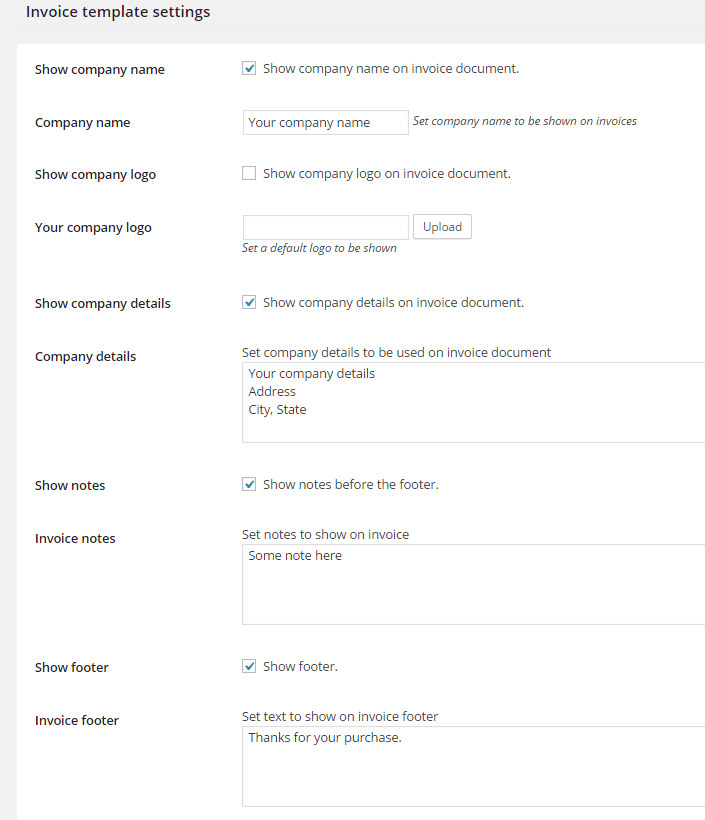 Invoice template settings
Show company name
Show company name on invoice document.
Company name
Your company name
Set company name to be shown on invoices
Show company logo
Show company logo on invoice document.
Your company logo
Upload
Set a default logo to be shown
Show company details
Show company details on invoice document.
Company details
Set company details to be used on invoice document
Your company details
Address
City, State
Show notes
Show notes before the footer.
Invoice notes
Set notes to show on invoice
Some note here
Show footer
Show footer.
Invoice footer
Set text to show on invoice footer
Thanks for your purchase.